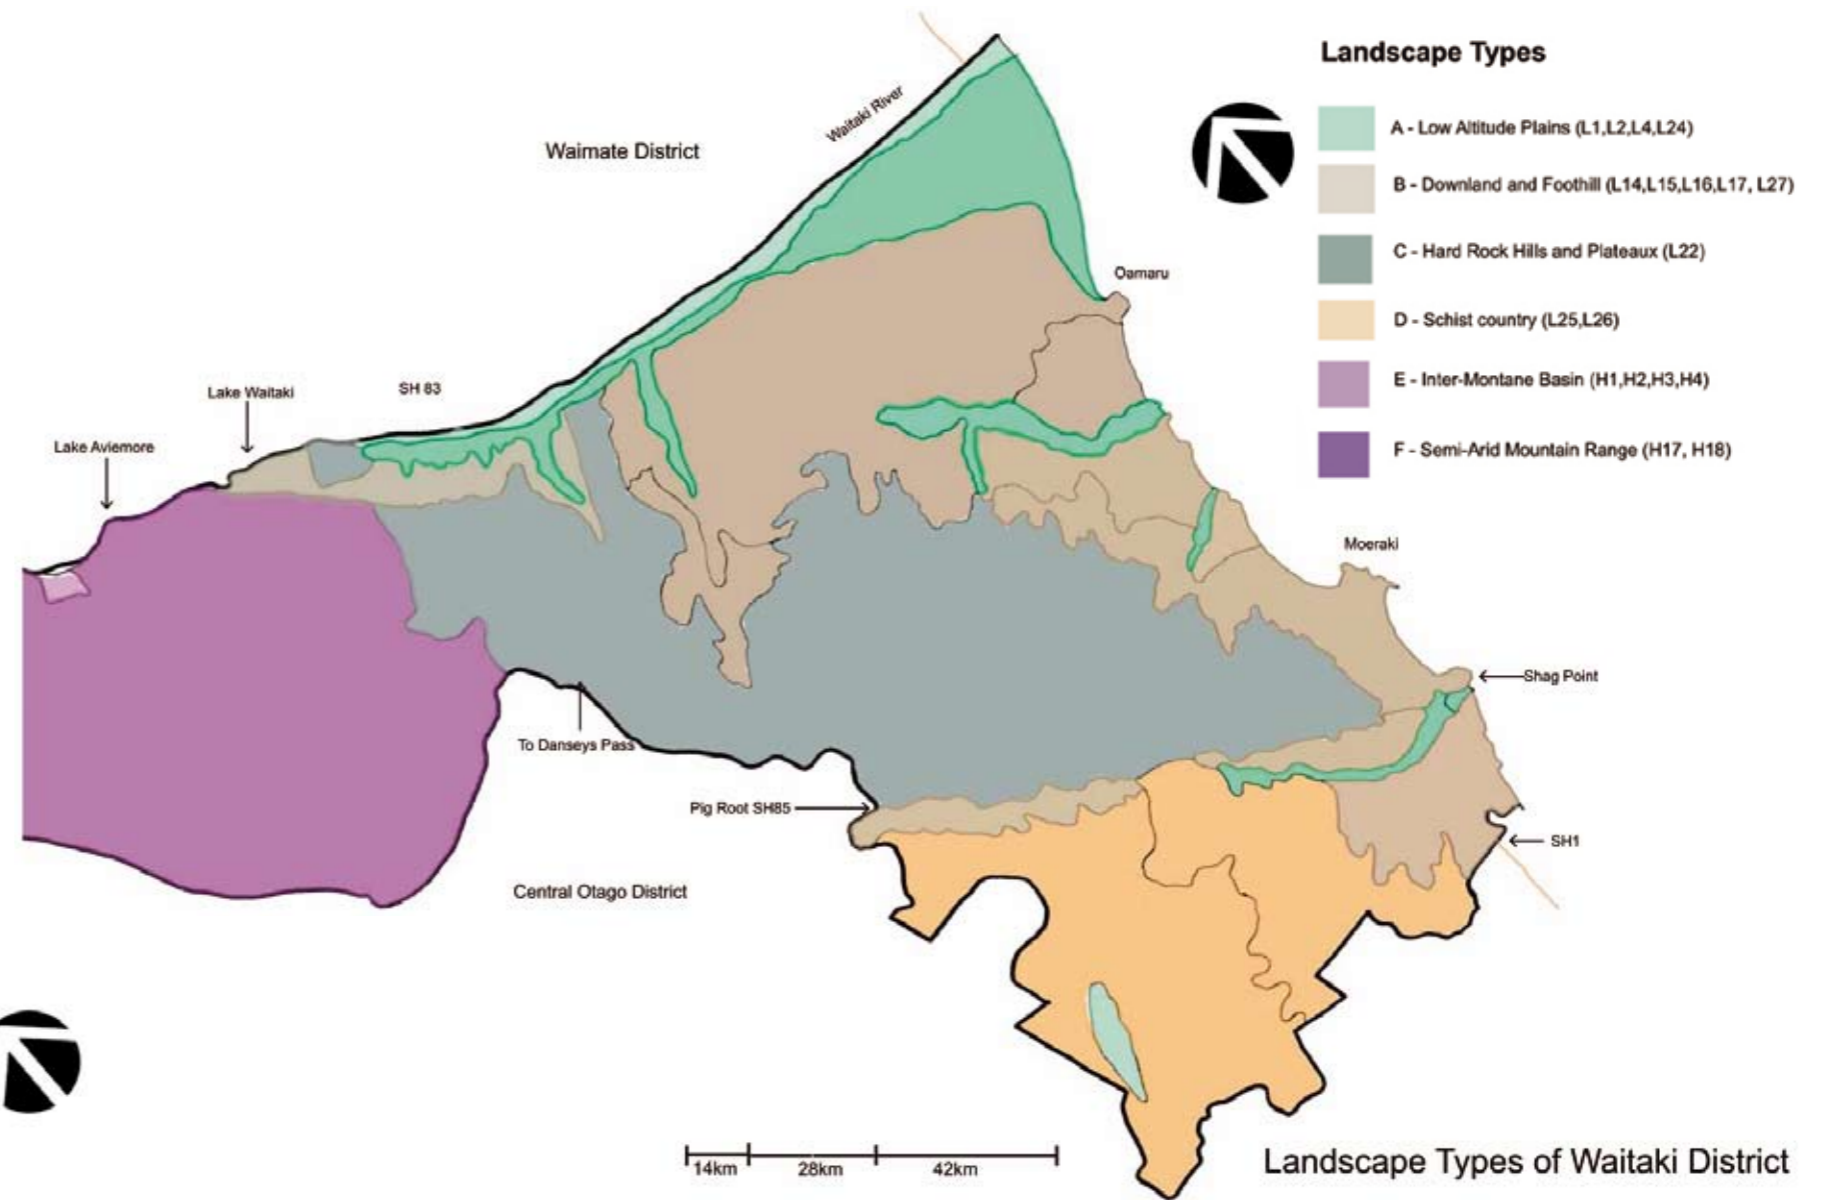 Landscape Types
A - Low Altitude Plains (L1,L2,L4,L24)
B - Downland and Foothill (L14,L15,L16,L17, L27)
C - Hard Rock Hills and Plateaux (L22)
D - Schist country (L25,L26)
E - Inter-Montane Basin (H1,H2,H3,H4)
F - Semi-Arid Mountain Range (H17, H18)
Waitaki River
Waimate District
Oamaru
SH 83
Lake Waitaki
Lake Aviemore
Moeraki
Shag Point
To Danseys Pass
Pig Root SH85
SH1
Central Otago District
14km
28km
42km
Landscape Types of Waitaki District